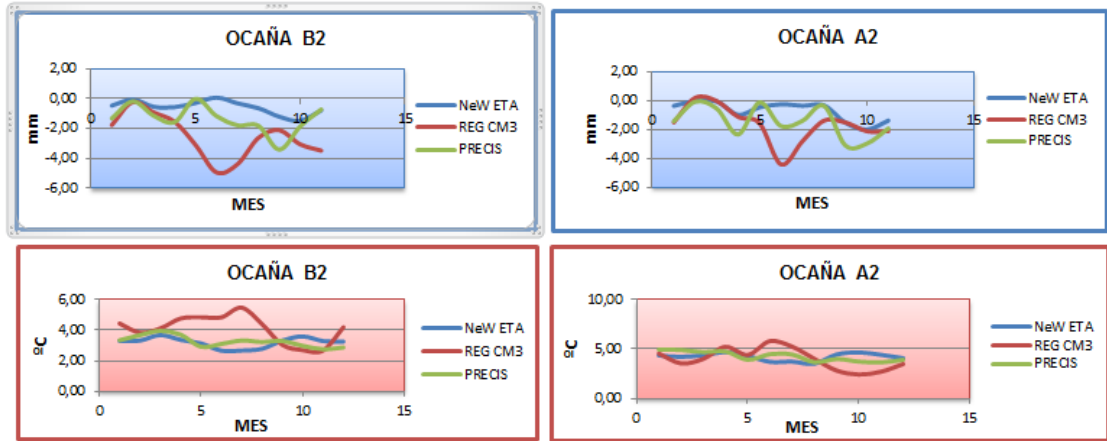 OCAÑA B2
2,00
0,00
-2,00
-4,00
-6,00
mm
0
5
10
15
MES
NeW ETA
REG CM3
PRECIS
OCAÑA A2
2,00
0,00
-2,00
-4,00
-6,00
mm
0
5
10
15
MES
NeW ETA
REG CM3
PRECIS
OCAÑA B2
6,00
4,00
2,00
0,00
ºC
0
5
10
15
MES
NeW ETA
REG CM3
PRECIS
OCAÑA A2
10,00
5,00
0,00
ºC
0
5
10
15
MES
NeW ETA
REG CM3
PRECIS